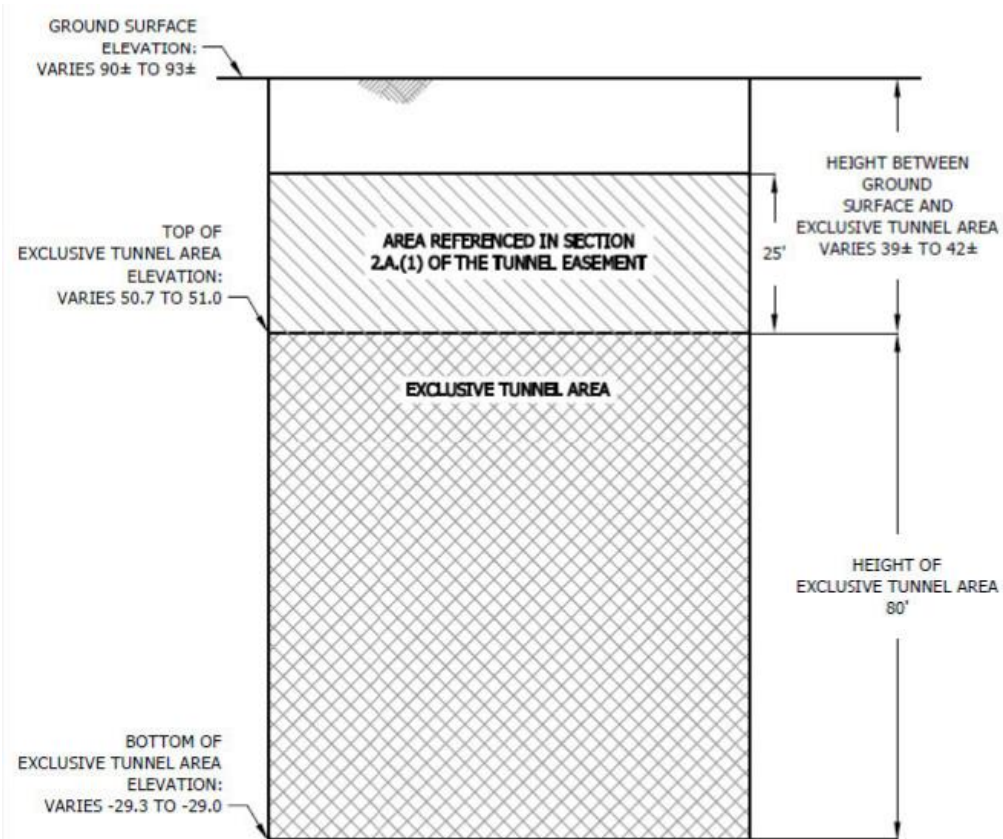 GROUND SURFACE
ELEVATION:
VARIES 90± TO 93±
HEIGHT BETWEEN
GROUND
SURFACE AND
EXCLUSIVE TUNNEL AREA
VARIES 39± TO 42±
AREA REFERENCED IN SECTION
2.A.(1) OF THE TUNNEL EASEMENT
25'
TOP OF
EXCLUSIVE TUNNEL AREA
ELEVATION:
VARIES 50.7 TO 51.0
EXCLUSIVE TUNNEL AREA
HEIGHT OF
EXCLUSIVE TUNNEL AREA
80'
BOTTOM OF
EXCLUSIVE TUNNEL AREA
ELEVATION:
VARIES -29.3 TO -29.0